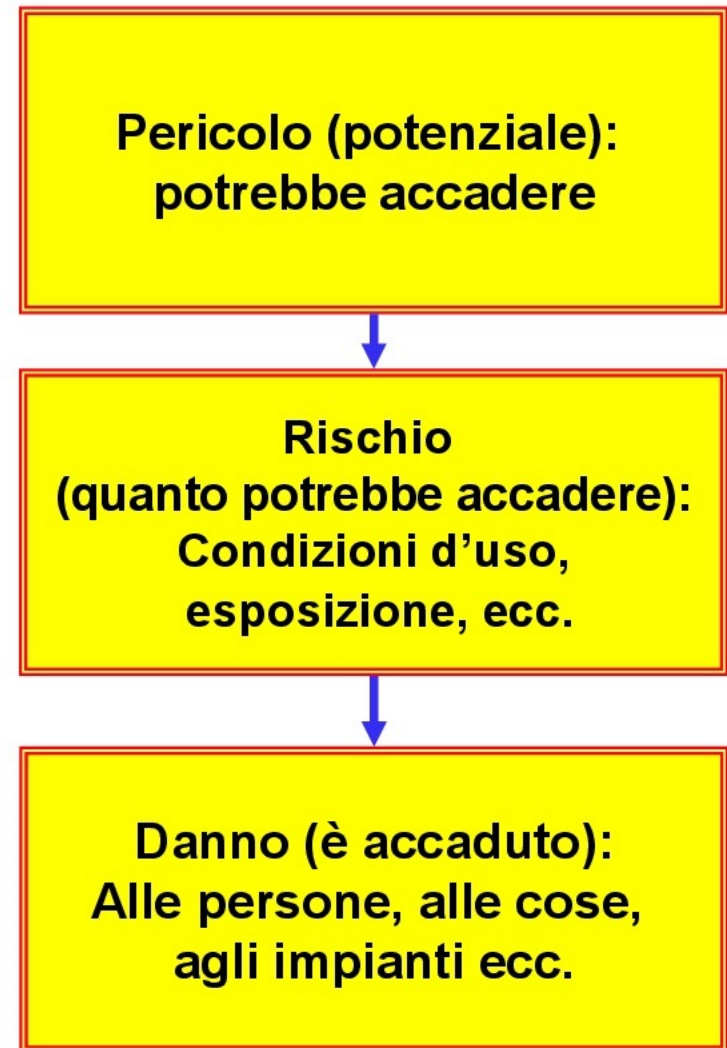 Pericolo (potenziale):
potrebbe accadere
Rischio
(quanto potrebbe accadere):
Condizioni d’uso,
esposizione, ecc.
Danno (è accaduto):
Alle persone, alle cose,
agli impianti ecc.